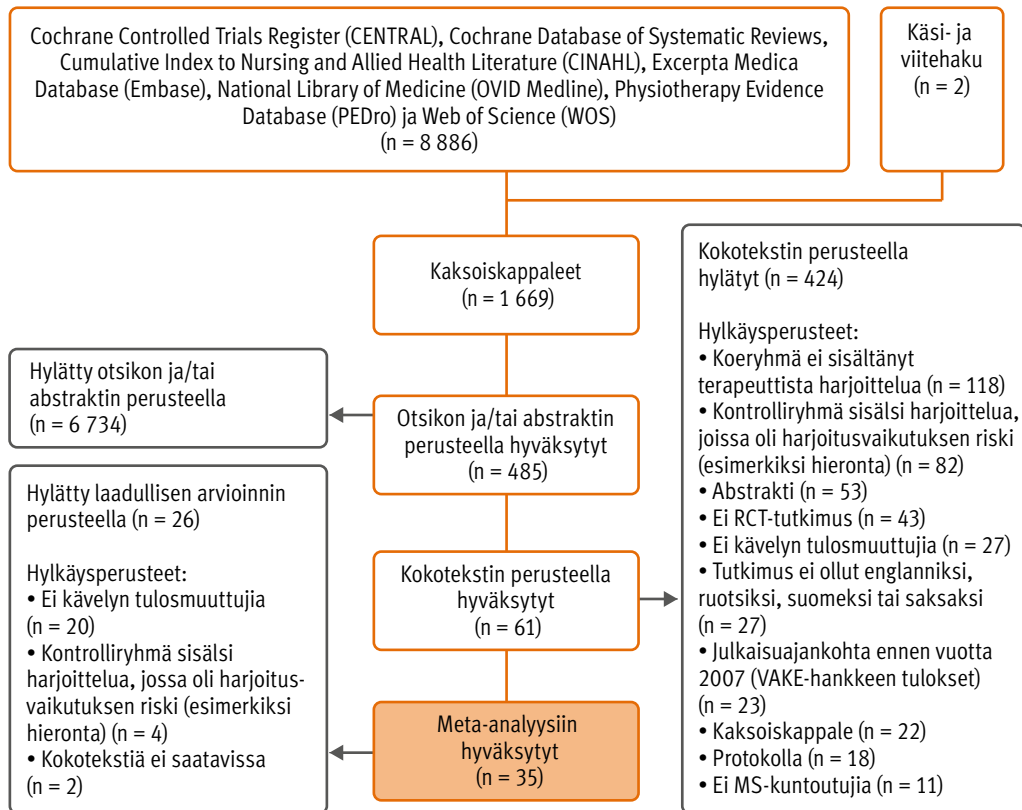 Cochrane Controlled Trials Register (CENTRAL), Cochrane Database of Systematic Reviews,
Cumulative Index to Nursing and Allied Health Literature (CINAHL), Excerpta Medica
Database (Embase), National Library of Medicine (OVID Medline), Physiotherapy Evidence
Database (PEDro) ja Web of Science (WOS)
(n = 8 886)
Käsi- ja
viitehaku
(n = 2)
Kaksoiskappaleet
(n = 1 669)
Hylätty otsikon ja/tai
abstraktin perusteella
(n = 6 734)
Otsikon ja/tai abstraktin
perusteella hyväksytyt
(n = 485)
Kokotekstin perusteella
hylätyt (n = 424)
Hylkäysperusteet:
• Koeryhmä ei sisältänyt
terapeuttista harjoittelua (n = 118)
• Kontrolliryhmä sisälsi harjoittelua,
joissa oli harjoitusvaikutuksen riski
(esimerkiksi hieronta) (n = 82)
• Abstrakti (n = 53)
• Ei RCT-tutkimus (n = 43)
• Ei kävelyn tulosmuuttujia (n = 27)
• Tutkimus ei ollut englanniksi,
ruotsiksi, suomeksi tai saksaksi
(n = 27)
• Julkaisuajankohta ennen vuotta
2007 (VAKE-hankkeen tulokset)
(n = 23)
• Kaksoiskappale (n = 22)
• Protokolla (n = 18)
• Ei MS-kuntoutujia (n = 11)
Kokotekstin perusteella
hyväksytyt
(n = 61)
Hylätty laadullisen arvioinnin
perusteella (n = 26)
Hylkäysperusteet:
• Ei kävelyn tulosmuuttujia
(n = 20)
• Kontrolliryhmä sisälsi
harjoittelua, jossa oli harjoitus-
vaikutuksen riski (esimerkiksi
hieronta) (n = 4)
• Kokotekstiä ei saatavissa
(n = 2)
Meta-analyysiin
hyväksytyt
(n = 35)